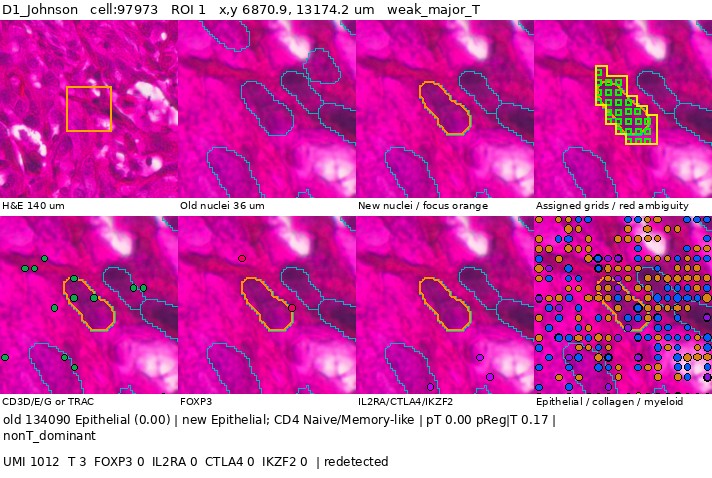 D1_Johnson cell:97973 ROI 1 x,y 6870.9, 13174.2 um weak_major_T
H&E 140 um
Old nuclei 36 um
New nuclei / focus orange
Assigned grids / red ambiguity
CD3D/E/G or TRAC
FOXP3
IL2RA/CTLA4/IKZF2
Epithelial / collagen / myeloid
old 134090 Epithelial (0.00) | new Epithelial; CD4 Naive/Memory-like | pT 0.00 pReg|T 0.17 |
nonT_dominant
UMI 1012 T 3 FOXP3 0 IL2RA 0 CTLA4 0 IKZF2 0 | redetected